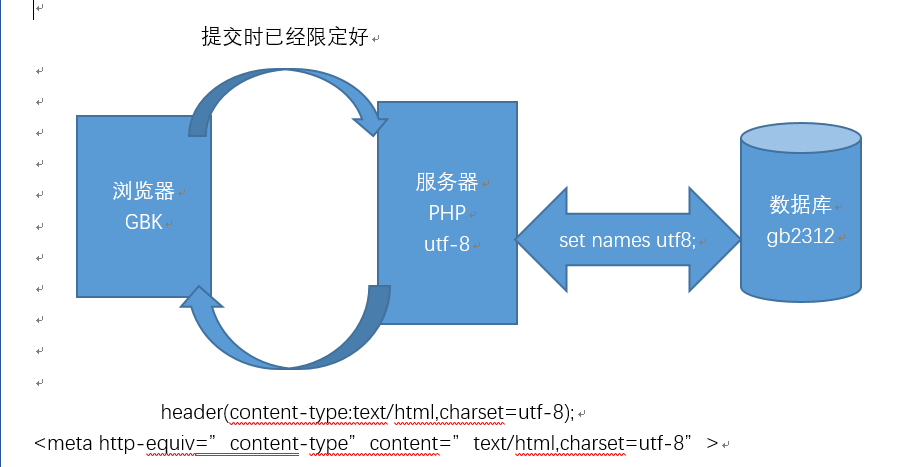 提交时已经限定好
浏览器
GBK
服务器
PHP
utf-8
set names utf8;
数据库
gb2312
header(content-type:text/html,charset=utf-8);
<meta http-equiv=” content-type” content=” text/html,charset=utf-8” >